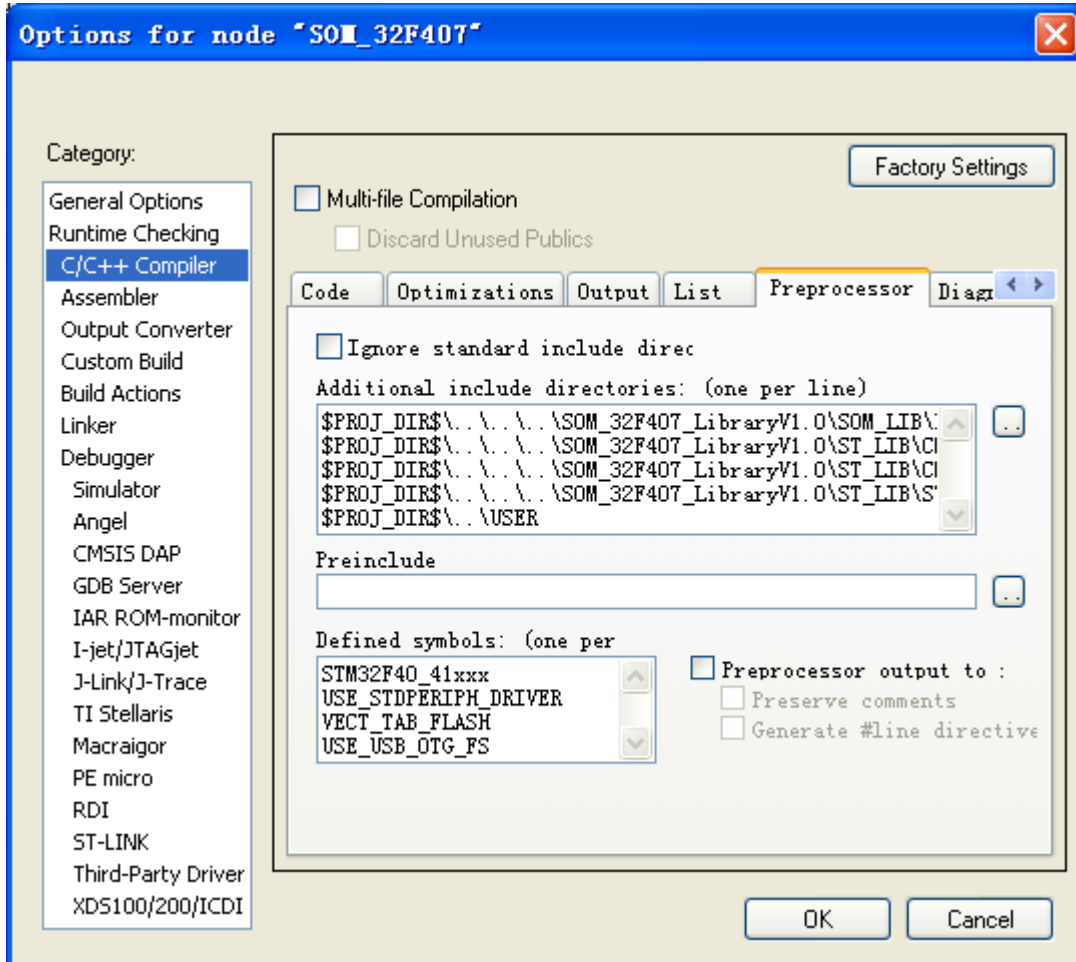 Options for node "SOM_32F407"
Category:
General Options
Runtime Checking
C/C++ Compiler
Assembler
Output Converter
Custom Build
Build Actions
Linker
Debugger
Simulator
Angel
CMSIS DAP
GDB Server
IAR ROM-monitor
I-jet/JTAGjet
J-Link/J-Trace
TI Stellaris
Macraigor
PE micro
RDI
ST-LINK
Third-Party Driver
XDS100/200/ICDI
Factory Settings
Multi-file Compilation
Discard Unused Publics
Code Optimizations Output List Preprocessor Diagn
Ignore standard include direc
Additional include directories: (one per line)
$PROJ_DIR$\..\..\..\SOM_32F407_LibraryV1.0\SOM_LIB\
$PROJ_DIR$\..\..\..\SOM_32F407_LibraryV1.0\ST_LIB\C
$PROJ_DIR$\..\..\..\SOM_32F407_LibraryV1.0\ST_LIB\C
$PROJ_DIR$\..\..\..\SOM_32F407_LibraryV1.0\ST_LIB\S
$PROJ_DIR$\..\USER
..
Preinclude
..
Defined symbols: (one per
STM32F40_41xxx
USE_STDPERIPH_DRIVER
VECT_TAB_FLASH
USE_USB_OTG_FS
Preprocessor output to :
Preserve comments
Generate #line directive
OK Cancel